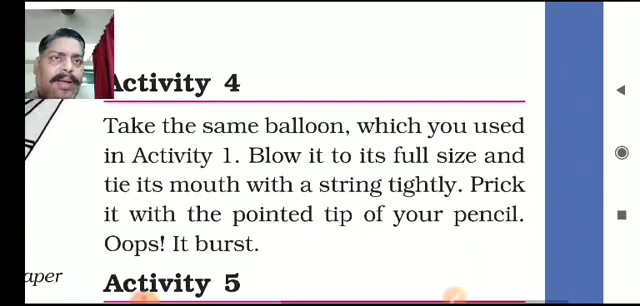 Activity 4
Take the same balloon, which you used
in Activity 1. Blow it to its full size and
tie its mouth with a string tightly. Prick
it with the pointed tip of your pencil.
Oops! It burst.
aper
Activity 5